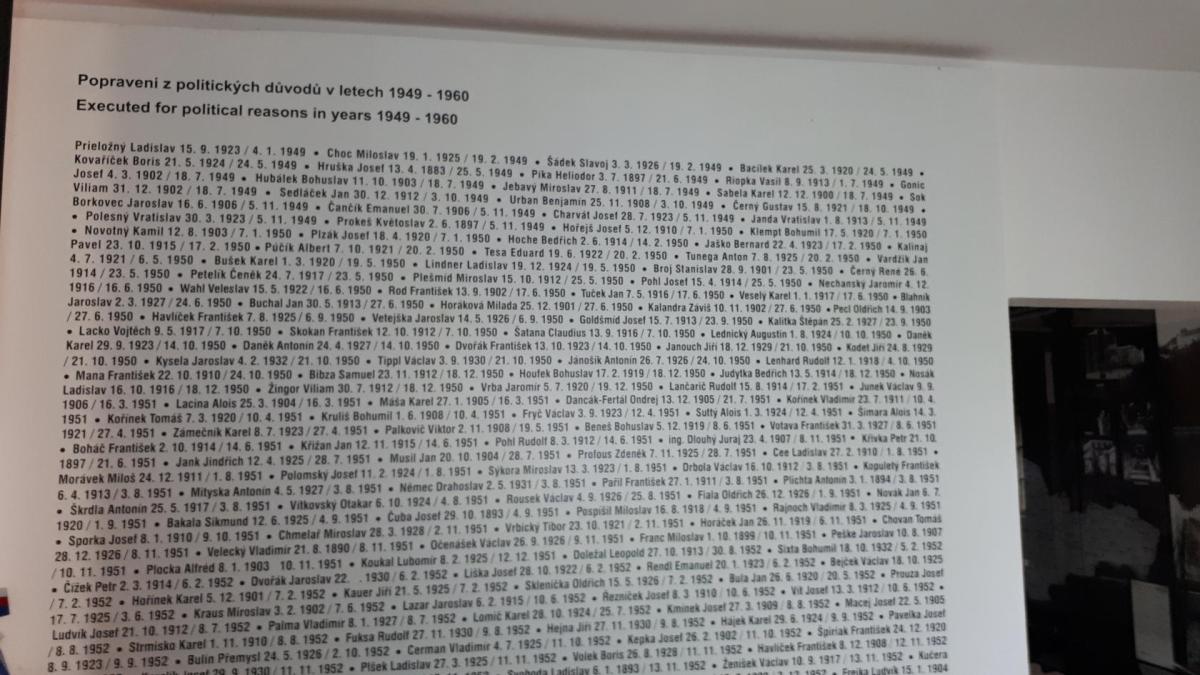 Popraveni z politických důvodů v letech 1949 - 1960
Executed for political reasons in years 1949 - 1960
Prieložný Ladislav 15. 9. 1923 / 4. 1. 1949 • Choc Miloslav 19. 1. 1925 / 19. 2. 1949 • Šádek Slavoj 3. 3. 1926 / 19. 2. 1949 • Bacílek Karel 25. 3. 1920 / 24. 5. 1949 •
Kovaříček Boris 21. 5. 1924 / 24. 5. 1949 • Hruška Josef 13. 4. 1883 / 25. 5. 1949 • Píka Heliodor 3. 7. 1897 / 21. 6. 1949 • Riopka Vasil 8. 9. 1913 / 1. 7. 1949 • Gonic
Josef 4. 3. 1902 / 18. 7. 1949 • Hubálek Bohuslav 11. 10. 1903 / 18. 7. 1949 • Jebavý Miroslav 27. 8. 1911 / 18. 7. 1949 • Sabela Karel 12. 12. 1900 / 18. 7. 1949 • Sok
Viliam 31. 12. 1902 / 18. 7. 1949 • Sedláček Jan 30. 12. 1912 / 3. 10. 1949 • Urban Benjamín 25. 11. 1908 / 3. 10. 1949 • Černý Gustav 15. 8. 1921 / 18. 10. 1949 •
Borkovec Jaroslav 16. 6. 1906 / 5. 11. 1949 • Čančík Emanuel 30. 7. 1906 / 5. 11. 1949 • Charvát Josef 28. 7. 1923 / 5. 11. 1949 • Janda Vratislav 1. 8. 1913 / 5. 11. 1949
• Polesný Vratislav 30. 3. 1923 / 5. 11. 1949 • Prokeš Květoslav 2. 6. 1897 / 5. 11. 1949 • Hořejš Josef 5. 12. 1910 / 7. 1. 1950 • Klempt Bohumil 17. 5. 1920 / 7. 1. 1950
• Novotný Kamil 12. 8. 1903 / 7. 1. 1950 • Plzák Josef 18. 4. 1920 / 7. 1. 1950 • Hoche Bedřich 2. 6. 1914 / 14. 2. 1950 • Jaško Bernard 22. 4. 1923 / 17. 2. 1950 • Kalinaj
Pavel 23. 10. 1915 / 17. 2. 1950 • Púčik Albert 7. 10. 1921 / 20. 2. 1950 • Tesa Eduard 19. 6. 1922 / 20. 2. 1950 • Tunega Anton 7. 8. 1925 / 20. 2. 1950 • Vardžik Jan
4. 7. 1921 / 6. 5. 1950 • Bušek Karel 1. 3. 1920 / 19. 5. 1950 • Lindner Ladislav 19. 12. 1924 / 19. 5. 1950 • Broj Stanislav 28. 9. 1901 / 23. 5. 1950 • Černý René 26. 6.
1914 / 23. 5. 1950 • Petelík Čeněk 24. 7. 1917 / 23. 5. 1950 • Plešmíd Miroslav 15. 10. 1912 / 25. 5. 1950 • Pohl Josef 15. 4. 1914 / 25. 5. 1950 • Nechanský Jaromír 4. 12.
1916 / 16. 6. 1950 • Wahl Veleslav 15. 5. 1922 / 16. 6. 1950 • Rod František 13. 9. 1902 / 17. 6. 1950 • Tuček Jan 7. 5. 1916 / 17. 6. 1950 • Veselý Karel 1. 1. 1917 / 17. 6. 1950 • Blahník
Jaroslav 2. 3. 1927 / 24. 6. 1950 • Buchal Jan 30. 5. 1913 / 27. 6. 1950 • Horáková Milada 25. 12. 1901 / 27. 6. 1950 • Kalandra Záviš 10. 11. 1902 / 27. 6. 1950 • Pecl Oldřich 14. 9. 1903
/ 27. 6. 1950 • Havlíček František 7. 8. 1925 / 6. 9. 1950 • Vetejška Jaroslav 14. 5. 1926 / 6. 9. 1950 • Goldšmíd Josef 15. 7. 1913 / 23. 9. 1950 • Kalitka Štěpán 25. 2. 1927 / 23. 9. 1950
• Lacko Vojtěch 9. 5. 1917 / 7. 10. 1950 • Skokan František 12. 10. 1912 / 7. 10. 1950 • Šatana Claudius 13. 9. 1916 / 7. 10. 1950 • Lednický Augustin 1. 8. 1924 / 10. 10. 1950 • Daněk
Karel 29. 9. 1923 / 14. 10. 1950 • Daněk Antonín 24. 4. 1927 / 14. 10. 1950 • Dvořák František 13. 10. 1923 / 14. 10. 1950 • Janouch Jiří 18. 12. 1929 / 21. 10. 1950 • Kodet Jiří 24. 8. 1929
/ 21. 10. 1950 • Kysela Jaroslav 4. 2. 1932 / 21. 10. 1950 • Tippl Václav 3. 9. 1930 / 21. 10. 1950 • Jánošik Antonín 26. 7. 1926 / 24. 10. 1950 • Lenhard Rudolf 12. 1. 1918 / 4. 10. 1950
• Mana František 22. 10. 1910 / 24. 10. 1950 • Bibza Samuel 23. 11. 1912 / 18. 12. 1950 • Houfek Bohuslav 17. 2. 1919 / 18. 12. 1950 • Judytka Bedřich 13. 5. 1914 / 18. 12. 1950 • Nosák
Ladislav 16. 10. 1916 / 18. 12. 1950 • Žingor Viliam 30. 7. 1912 / 18. 12. 1950 • Vrba Jaromír 5. 7. 1920 / 19. 12. 1950 • Lančarič Rudolf 15. 8. 1914 / 17. 2. 1951 • Junek Václav 9. 9.
1906 / 16. 3. 1951 • Lacina Alois 25. 3. 1904 / 16. 3. 1951 • Máša Karel 27. 1. 1905 / 16. 3. 1951 • Dancák-Fertál Ondrej 13. 12. 1905 / 21. 7. 1951 • Kořínek Vladimír 23. 7. 1911 / 10. 4.
1951 • Kořínek Tomáš 7. 3. 1920 / 10. 4. 1951 • Kruliš Bohumil 1. 6. 1908 / 10. 4. 1951 • Fryč Václav 3. 9. 1923 / 12. 4. 1951 • Suttý Alois 1. 3. 1924 / 12. 4. 1951 • Šimara Alois 14. 3.
1921 / 27. 4. 1951 • Zámečník Karel 8. 7. 1923 / 27. 4. 1951 • Palkovič Viktor 2. 11. 1908 / 19. 5. 1951 • Beneš Bohuslav 5. 12. 1919 / 8. 6. 1951 • Votava František 31. 3. 1927 / 8. 6. 1951
• Boháč František 2. 10. 1914 / 14. 6. 1951 • Křižan Jan 12. 11. 1915 / 14. 6. 1951 • Pohl Rudolf 8. 3. 1912 / 14. 6. 1951 • ing. Dlouhý Juraj 23. 4. 1907 / 8. 11. 1951 • Křivka Petr 21. 10.
1897 / 21. 6. 1951 • Jank Jindřich 12. 4. 1925 / 28. 7. 1951 • Musil Jan 20. 10. 1904 / 28. 7. 1951 • Profous Zdeněk 7. 11. 1925 / 28. 7. 1951 • Cee Ladislav 27. 2. 1910 / 1. 8. 1951 •
Morávek Miloš 24. 12. 1911 / 1. 8. 1951 • Polomský Josef 11. 2. 1924 / 1. 8. 1951 • Sýkora Miroslav 13. 3. 1923 / 1. 8. 1951 • Drbola Václav 16. 10. 1912 / 3. 8. 1951 • Kopuletý František
6. 4. 1913 / 3. 8. 1951 • Mityska Antonín 4. 5. 1927 / 3. 8. 1951 • Němec Drahoslav 2. 5. 1931 / 3. 8. 1951 • Pařil František 27. 1. 1911 / 3. 8. 1951 • Plichta Antonín 3. 1. 1894 / 3. 8. 1951
• Škrdla Antonín 25. 5. 1917 / 3. 8. 1951 • Vítkovský Otakar 6. 10. 1924 / 4. 8. 1951 • Rousek Václav 4. 9. 1926 / 25. 8. 1951 • Fiala Oldřich 26. 12. 1926 / 1. 9. 1951 • Novák Jan 6. 7.
1920 / 1. 9. 1951 • Bakala Sikmund 12. 6. 1925 / 4. 9. 1951 • Čuba Josef 29. 10. 1893 / 4. 9. 1951 • Pospíšil Miloslav 16. 8. 1918 / 4. 9. 1951 • Rajnoch Vladimír 8. 3. 1925 / 4. 9. 1951
• Sporka Josef 8. 1. 1910 / 9. 10. 1951 • Chmelař Miroslav 28. 3. 1928 / 2. 11. 1951 • Vrbický Tibor 23. 10. 1921 / 2. 11. 1951 • Horáček Jan 26. 11. 1919 / 6. 11. 1951 • Chovan Tomáš
28. 12. 1926 / 8. 11. 1951 • Velecký Vladimír 21. 8. 1890 / 8. 11. 1951 • Očenášek Václav 26. 9. 1926 / 9. 11. 1951 • Franc Miloslav 1. 10. 1899 / 10. 11. 1951 • Peške Jaroslav 10. 8. 1907
/ 10. 11. 1951 • Plocka Alfréd 8. 1. 1903 10. 11. 1951 • Koukal Lubomír 8. 2. 1925 / 12. 12. 1951 • Doležal Leopold 27. 10. 1913 / 30. 8. 1952 • Sixta Bohumil 18. 10. 1932 / 5. 2. 1952
• Čížek Petr 2. 3. 1914 / 6. 2. 1952 • Dvořák Jaroslav 22. . 1930 / 6. 2. 1952 • Liška Josef 28. 10. 1922 / 6. 2. 1952 • Rendl Emanuel 20. 1. 1923 / 6. 2. 1952 • Bejček Václav 18. 10. 1925
/ 7. 2. 1952 • Hořínek Karel 5. 12. 1901 / 7. 2. 1952 • Kauer Jiří 21. 5. 1925 / 7. 2. 1952 • Sklenička Oldřich 15. 5. 1926 / 7. 2. 1952 • Bula Jan 26. 6. 1920 / 20. 5. 1952 • Prouza Josef
17. 7. 1925 / 3. 6. 1952 • Kraus Miroslav 3. 2. 1902 / 7. 6. 1952 • Lazar Jaroslav 6. 2. 1915 / 10. 6. 1952 • Řezníček Josef 8. 3. 1910 / 10. 6. 1952 • Vít Josef 13. 3. 1912 / 10. 6. 1952 •
Ludvík Josef 21. 10. 1912 / 8. 7. 1952 • Palma Vladimír 8. 1. 1927 / 8. 7. 1952 • Lomič Karel 28. 10. 1924 / 25. 7. 1952 • Kmínek Josef 27. 3. 1909 / 8. 8. 1952 • Macej Josef 22. 5. 1905
/ 8. 8. 1952 • Strmisko Karel 1. 11. 1910 / 8. 8. 1952 • Fuksa Rudolf 27. 11. 1930 / 9. 8. 1952 • Hejna Jiří 27. 11. 1930 / 9. 8. 1952 • Hájek Karel 29. 6. 1924 / 9. 9. 1952 • Pavelka Josef
8. 9. 1923 / 9. 9. 1952 • Bulín Přemysl 24. 5. 1926 / 2. 10. 1952 • Cerman Vladimír 4. 7. 1925 / 11. 10. 1952 • Kepka Josef 26. 2. 1902 / 11. 10. 1952 • Špiriak František 24. 12. 1920
29. 9. 1930 / 11. 11. 1952 • Plšek Ladislav 27. 3. 1925 / 11. 11. 1952 • Volek Boris 26. 8. 1928 / 11. 11. 1952 • Havlíček František 8. 12. 1908 / 12. 11. 1952 • Kučera
Svoboda Ladislav 6. 1. 1893 / 13. 11. 1952 • Ženíšek Václav 10. 9. 1917 / 13. 11. 1952 • Frejka Ludvík 15. 1. 1904